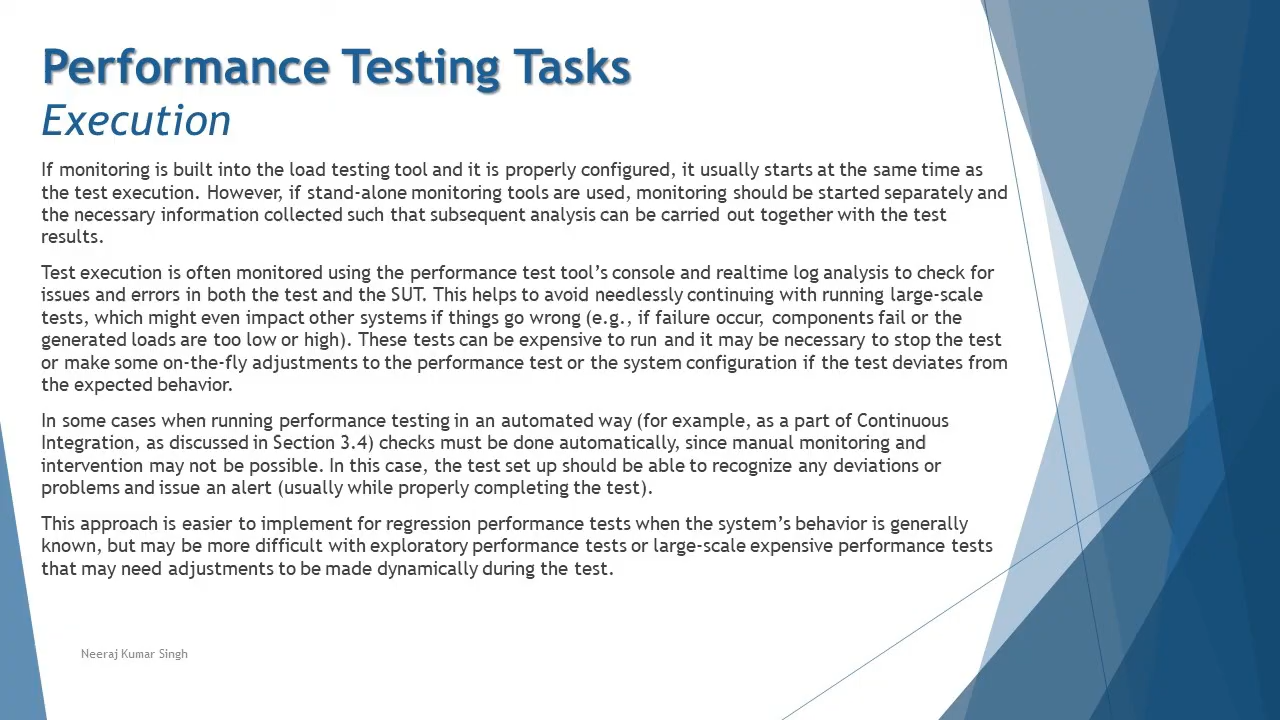 Performance Testing Tasks
Execution
If monitoring is built into the load testing tool and it is properly configured, it usually starts at the same time as
the test execution. However, if stand-alone monitoring tools are used, monitoring should be started separately and
the necessary information collected such that subsequent analysis can be carried out together with the test
results.
Test execution is often monitored using the performance test tool’s console and realtime log analysis to check for
issues and errors in both the test and the SUT. This helps to avoid needlessly continuing with running large-scale
tests, which might even impact other systems if things go wrong (e.g., if failure occur, components fail or the
generated loads are too low or high). These tests can be expensive to run and it may be necessary to stop the test
or make some on-the-fly adjustments to the performance test or the system configuration if the test deviates from
the expected behavior.
In some cases when running performance testing in an automated way (for example, as a part of Continuous
Integration, as discussed in Section 3.4) checks must be done automatically, since manual monitoring and
intervention may not be possible. In this case, the test set up should be able to recognize any deviations or
problems and issue an alert (usually while properly completing the test).
This approach is easier to implement for regression performance tests when the system’s behavior is generally
known, but may be more difficult with exploratory performance tests or large-scale expensive performance tests
that may need adjustments to be made dynamically during the test.
Neeraj Kumar Singh